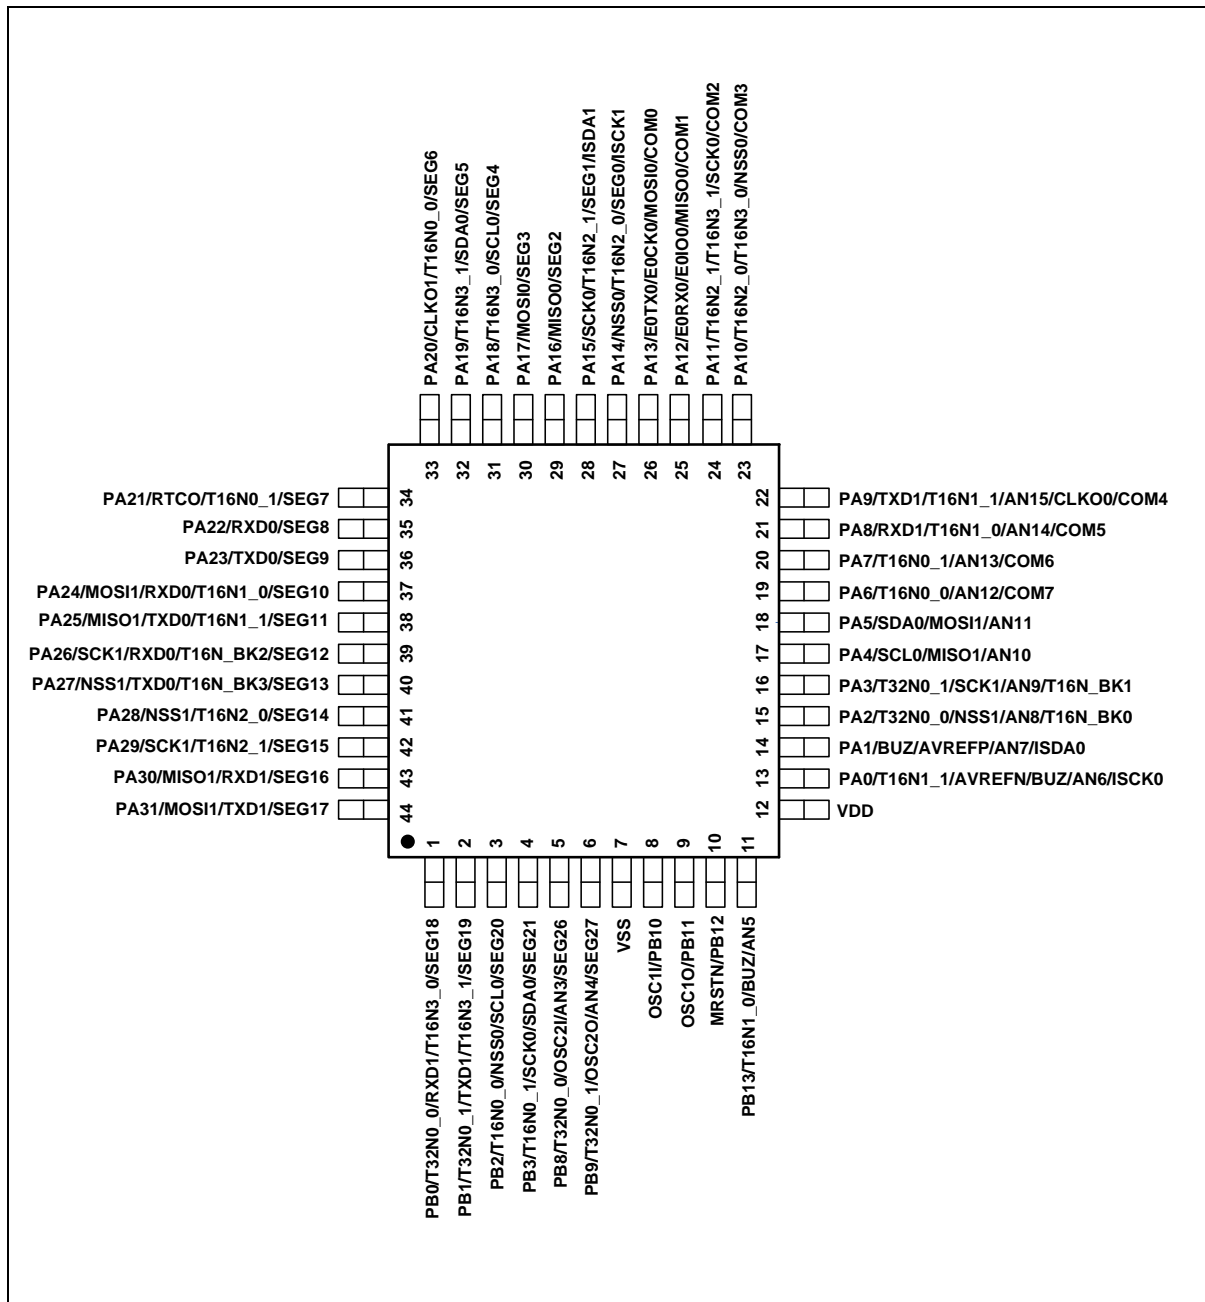 PA20/CLKO1/T16N0_0/SEG6
PA19/T16N3_1/SDA0/SEG5
PA18/T16N3_0/SCL0/SEG4
PA17/MOSI0/SEG3
PA16/MISO0/SEG2
PA15/SCK0/T16N2_1/SEG1/ISDA1
PA14/NSS0/T16N2_0/SEG0/ISCK1
PA13/E0TX0/E0CK0/MOSI0/COM0
PA12/E0RX0/E0IO0/MISO0/COM1
PA11/T16N2_1/T16N3_1/SCK0/COM2
PA10/T16N2_0/T16N3_0/NSS0/COM3
33
32
31
30
29
28
27
26
25
24
23
PA21/RTCO/T16N0_1/SEG7
34
PA22/RXD0/SEG8
35
PA23/TXD0/SEG9
36
PA24/MOSI1/RXD0/T16N1_0/SEG10
37
PA25/MISO1/TXD0/T16N1_1/SEG11
38
PA26/SCK1/RXD0/T16N_BK2/SEG12
39
PA27/NSS1/TXD0/T16N_BK3/SEG13
40
PA28/NSS1/T16N2_0/SEG14
41
PA29/SCK1/T16N2_1/SEG15
42
PA30/MISO1/RXD1/SEG16
43
PA31/MOSI1/TXD1/SEG17
44
22
PA9/TXD1/T16N1_1/AN15/CLKO0/COM4
21
PA8/RXD1/T16N1_0/AN14/COM5
20
PA7/T16N0_1/AN13/COM6
19
PA6/T16N0_0/AN12/COM7
18
PA5/SDA0/MOSI1/AN11
17
PA4/SCL0/MISO1/AN10
16
PA3/T32N0_1/SCK1/AN9/T16N_BK1
15
PA2/T32N0_0/NSS1/AN8/T16N_BK0
14
PA1/BUZ/AVREFP/AN7/ISDA0
13
PA0/T16N1_1/AVREFN/BUZ/AN6/ISCK0
12
VDD
1
2
3
4
5
6
7
8
9
10
11
PB0/T32N0_0/RXD1/T16N3_0/SEG18
PB1/T32N0_1/TXD1/T16N3_1/SEG19
PB2/T16N0_0/NSS0/SCL0/SEG20
PB3/T16N0_1/SCK0/SDA0/SEG21
PB8/T32N0_0/OSC2I/AN3/SEG26
PB9/T32N0_1/OSC2O/AN4/SEG27
VSS
OSC1I/PB10
OSC1O/PB11
MRSTN/PB12
PB13/T16N1_0/BUZ/AN5